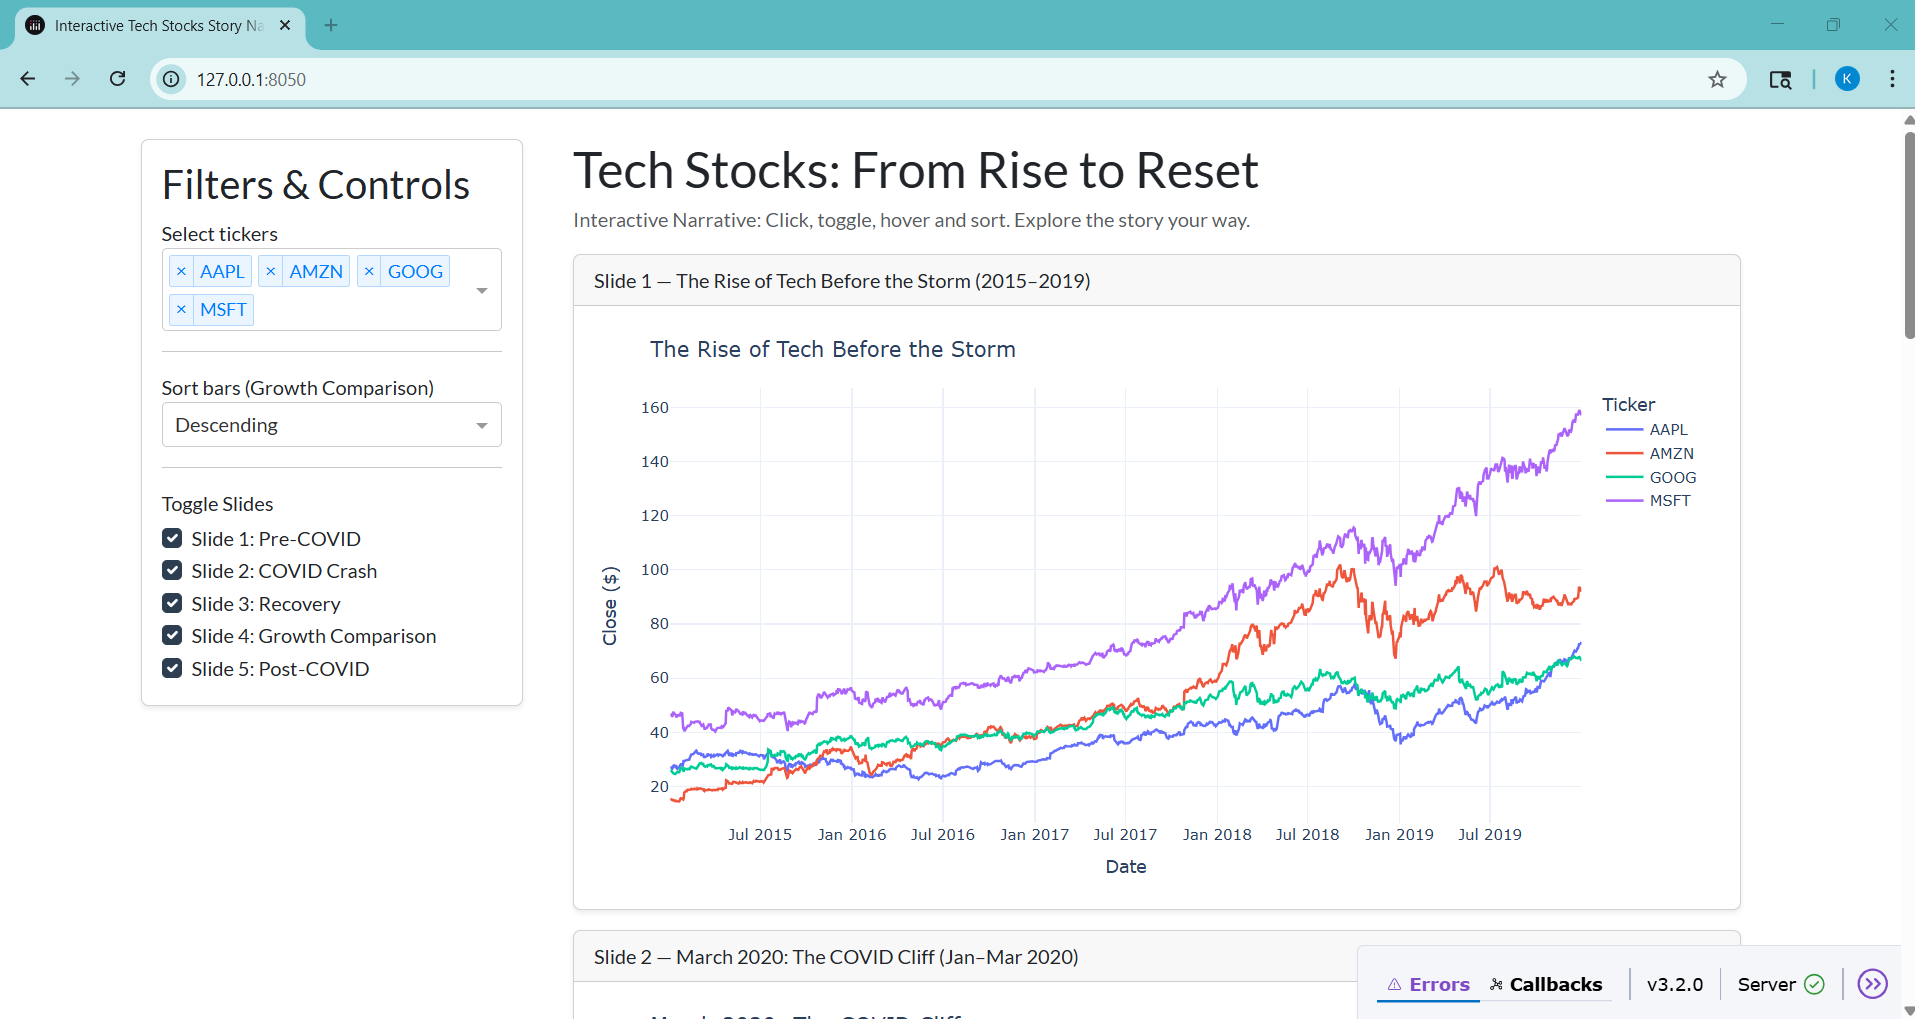 Interactive Tech Stocks Story Na
127.0.0.1:8050
K
Filters & Controls
Select tickers
× AAPL × AMZN × GOOG
× MSFT
Sort bars (Growth Comparison)
Descending
Toggle Slides
Slide 1: Pre-COVID
Slide 2: COVID Crash
Slide 3: Recovery
Slide 4: Growth Comparison
Slide 5: Post-COVID
Tech Stocks: From Rise to Reset
Interactive Narrative: Click, toggle, hover and sort. Explore the story your way.
Slide 1 — The Rise of Tech Before the Storm (2015–2019)
The Rise of Tech Before the Storm
160
140
120
100
80
60
40
20
Close ($)
Jul 2015 Jan 2016 Jul 2016 Jan 2017 Jul 2017 Jan 2018 Jul 2018 Jan 2019 Jul 2019
Date
Ticker
AAPL
AMZN
GOOG
MSFT
Slide 2 — March 2020: The COVID Cliff (Jan–Mar 2020)
March 2020: The COVID Cliff
Errors Callbacks v3.2.0 Server